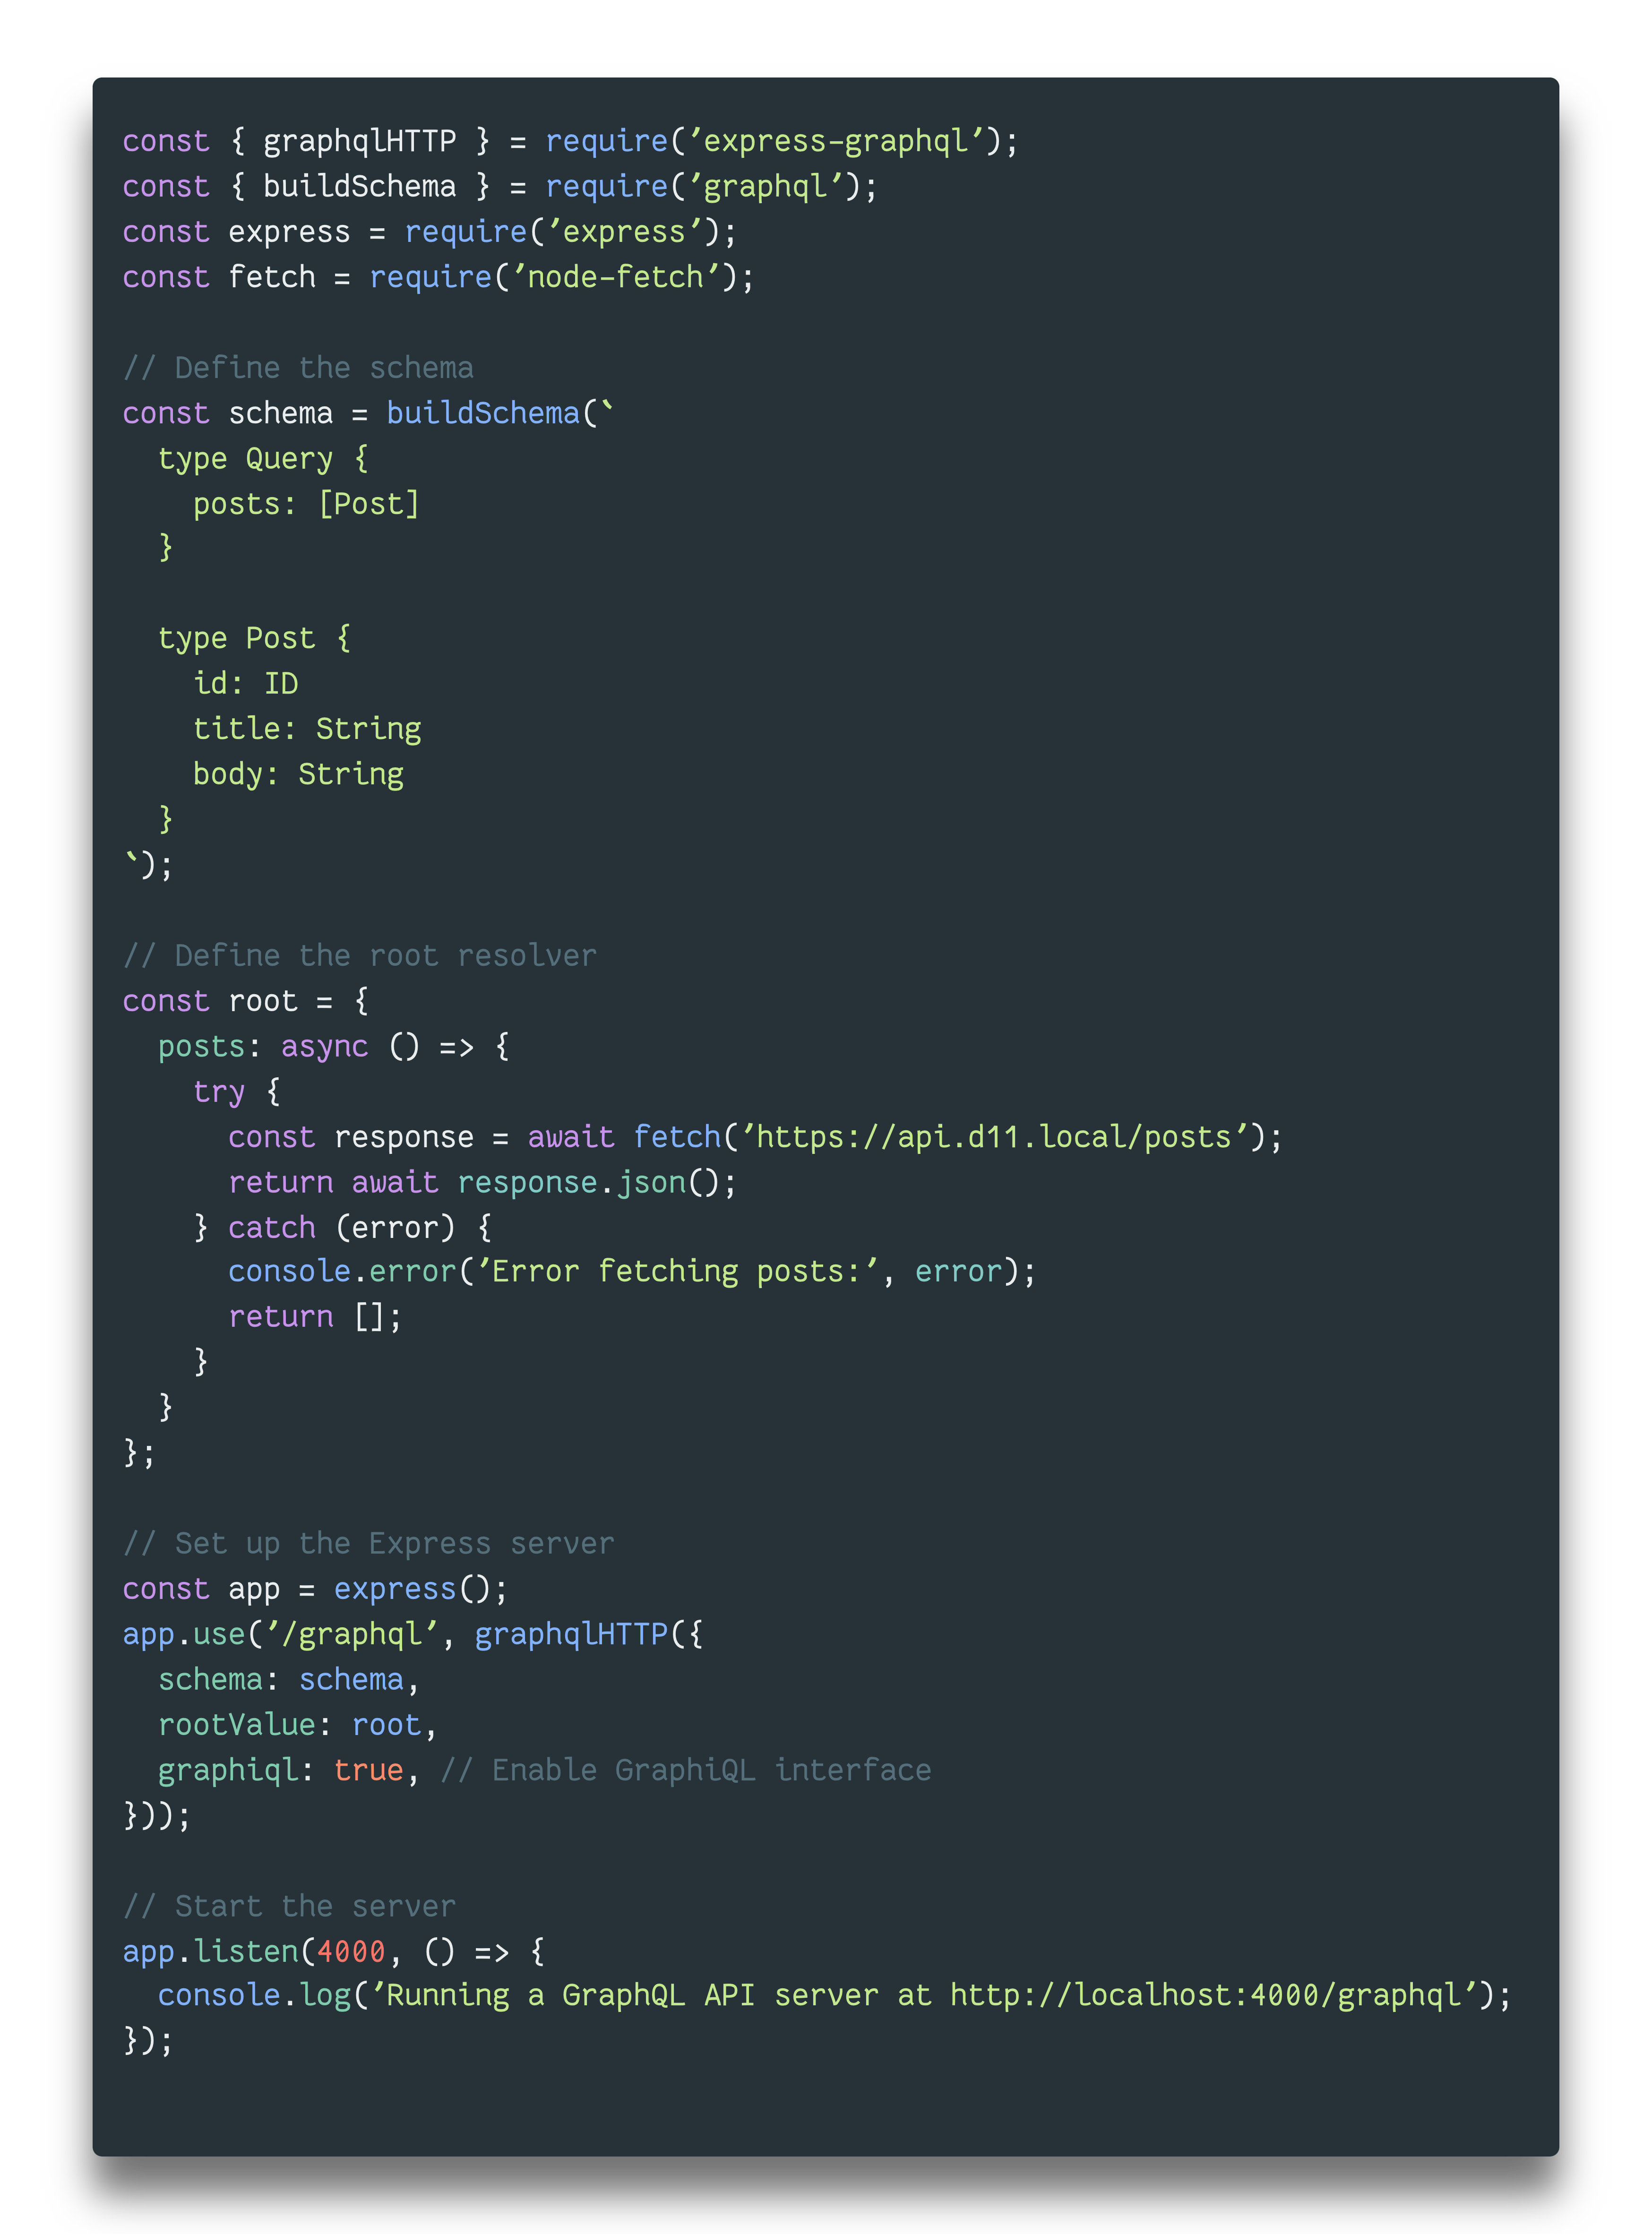 const { graphqlHTTP } = require('express-graphql');
const { buildSchema } = require('graphql');
const express = require('express');
const fetch = require('node-fetch');

// Define the schema
const schema = buildSchema(`
  type Query {
    posts: [Post]
  }

  type Post {
    id: ID
    title: String
    body: String
  }
`);

// Define the root resolver
const root = {
  posts: async () => {
    try {
      const response = await fetch('https://api.d11.local/posts');
      return await response.json();
    } catch (error) {
      console.error('Error fetching posts:', error);
      return [];
    }
  }
};

// Set up the Express server
const app = express();
app.use('/graphql', graphqlHTTP({
  schema: schema,
  rootValue: root,
  graphiql: true, // Enable GraphiQL interface
}));

// Start the server
app.listen(4000, () => {
  console.log('Running a GraphQL API server at http://localhost:4000/graphql');
});